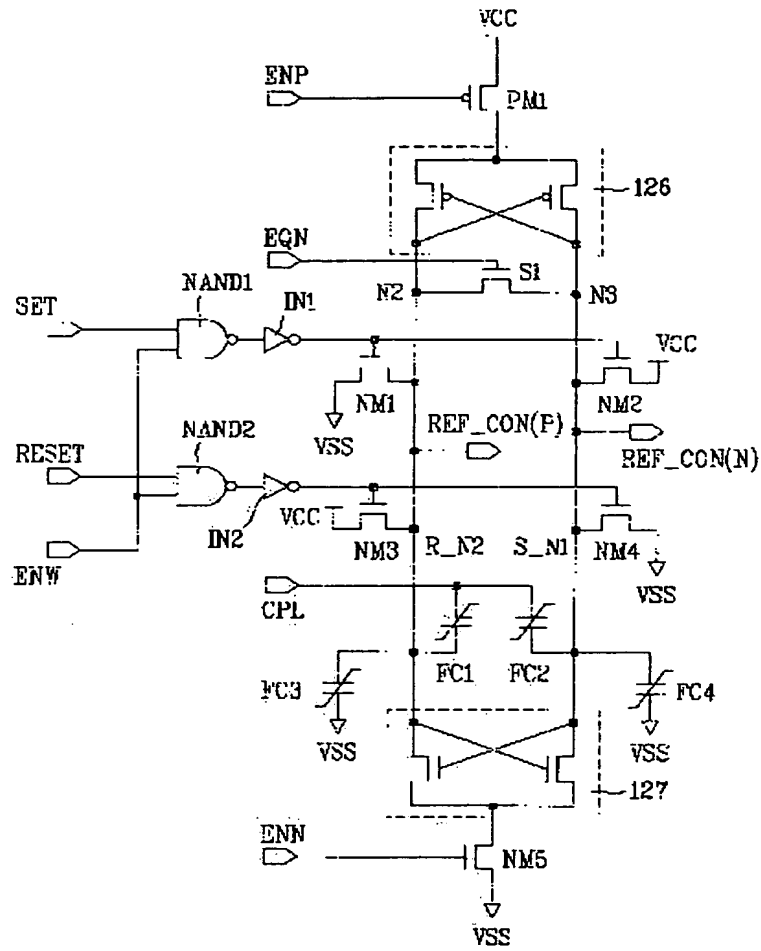 VCC
ENP
PM1
126
EQN
S1
NAND1
IN1
N2
N3
SET
VCC
NM1
NM2
VSS
REF_CON(P)
NAND2
RESET
REF_CON(N)
VCC
IN2
NM3
R_N2
S_N1
NM4
ENW
VSS
CPL
FC1
FC2
FC3
FC4
VSS
VSS
127
ENN
NM5
VSS